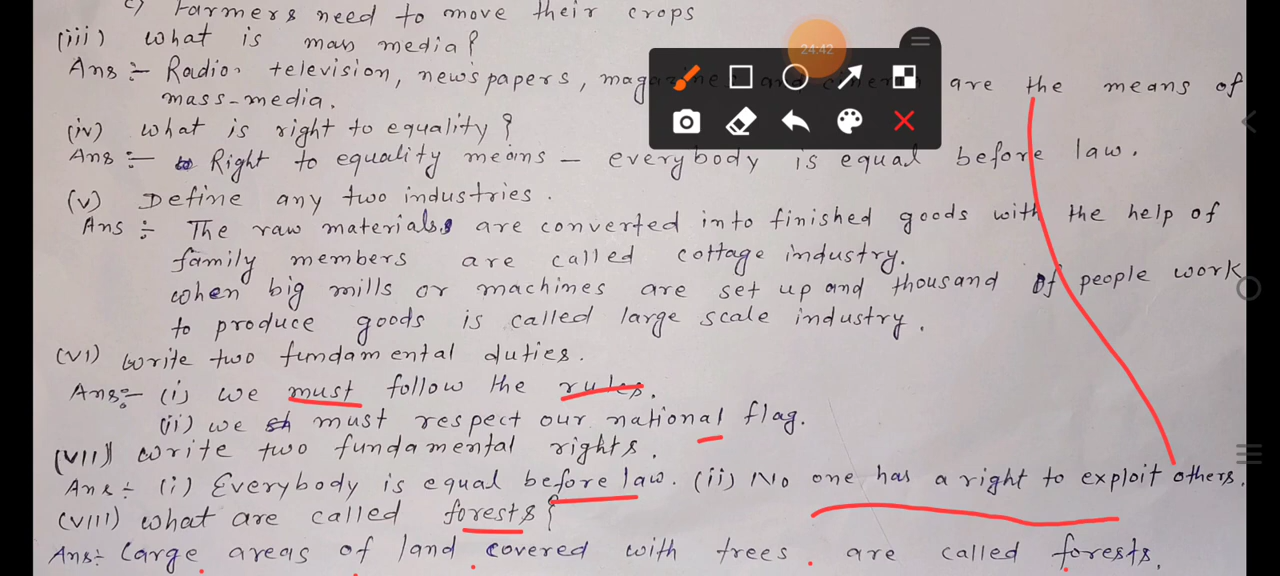 c) Farmers need to move their crops
(iii) What is mass media?
24:42
Ans:- Radio, television, newspapers, are the means of
mass-media.
(iv) What is right to equality?
Ans:- Right to equality means - everybody is equal before law.
(v) Define any two industries.
Ans:- The raw materials are converted into finished goods with the help of
family members are called cottage industry.
When big mills or machines are set up and thousand of people work
to produce goods is called large scale industry.
(VI) Write two fundamental duties.
Ans:- (i) we must follow the rules.
(ii) we must respect our national flag.
(VII) Write two fundamental rights.
Ans:- (i) Everybody is equal before law. (ii) No one has a right to exploit others.
(VIII) What are called forests?
Ans:- Large areas of land covered with trees are called forests.